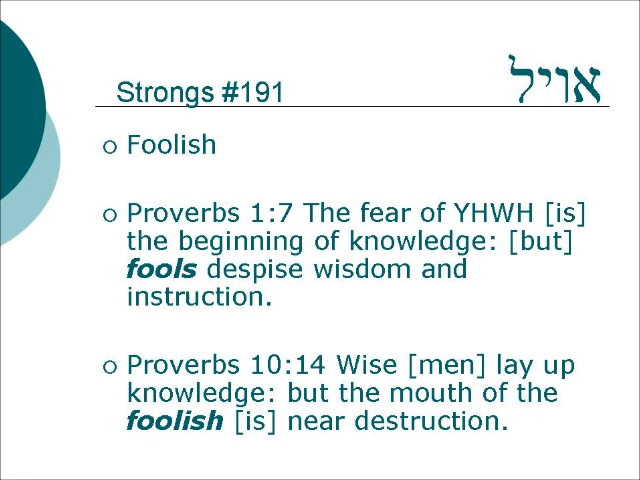 Strongs #191 אויל
Foolish
Proverbs 1:7 The fear of YHWH [is]
the beginning of knowledge: [but]
fools despise wisdom and
instruction.
Proverbs 10:14 Wise [men] lay up
knowledge: but the mouth of the
foolish [is] near destruction.